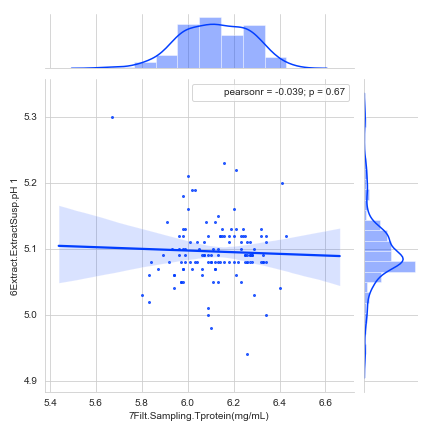 pearsonr = -0.039; p = 0.67
6Extract.ExtractSusp.pH 1
5.3
5.2
5.1
5.0
4.9
5.4 5.6 5.8 6.0 6.2 6.4 6.6
7Filt.Sampling.Tprotein(mg/mL)